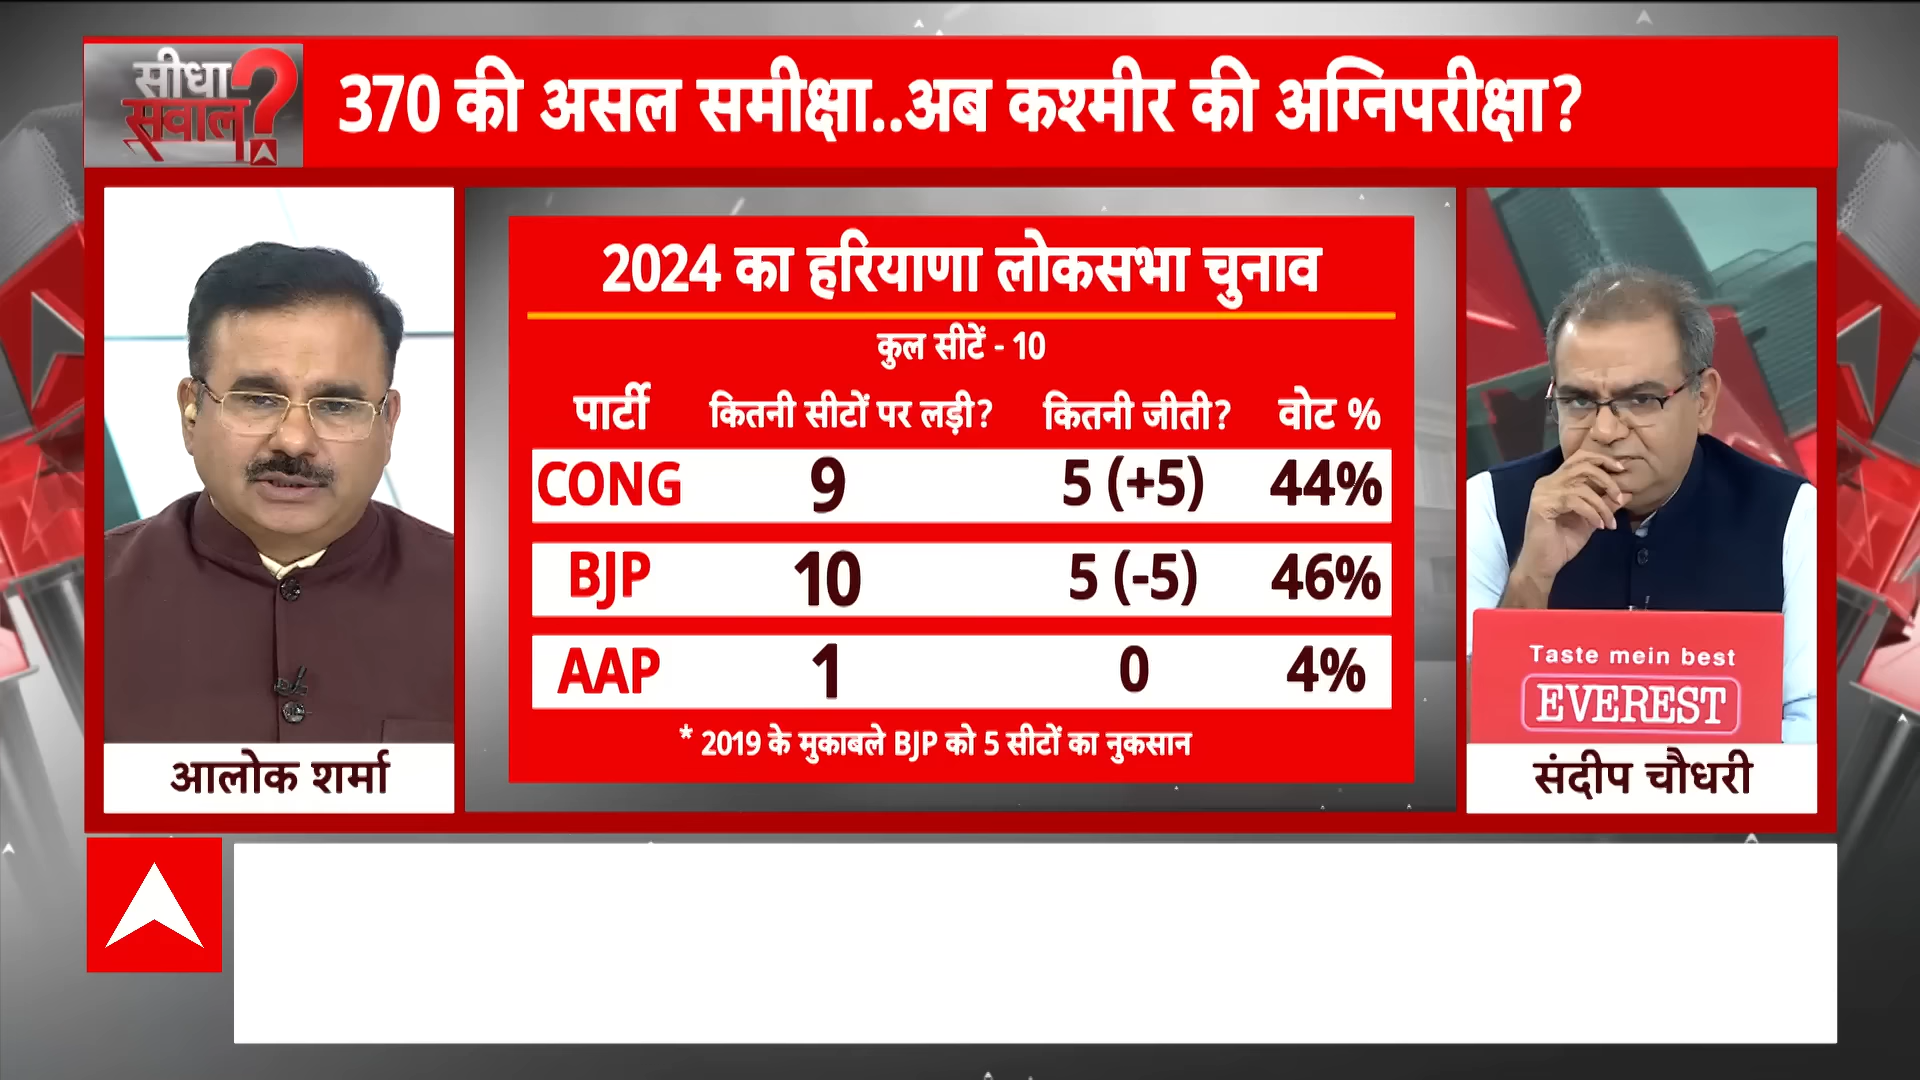 सीधा
सवाल?
370 की असल समीक्षा..अब कश्मीर की अग्निपरीक्षा?
2024 का हरियाणा लोकसभा चुनाव
कुल सीटें - 10
पार्टी कितनी सीटों पर लड़ी? कितनी जीती? वोट %
CONG 9 5 (+5) 44%
BJP 10 5 (-5) 46%
AAP 1 0 4%
* 2019 के मुकाबले BJP को 5 सीटों का नुकसान
आलोक शर्मा
Taste mein best
EVEREST
संदीप चौधरी